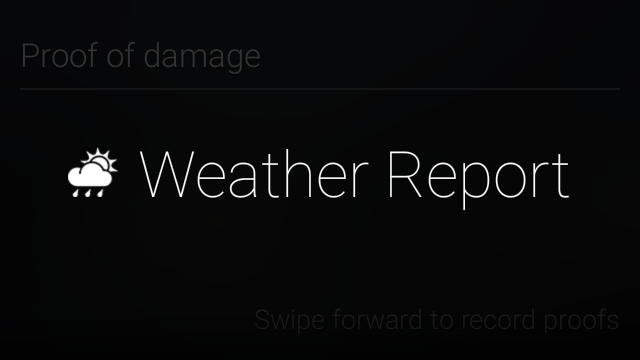 Proof of damage
Weather Report
Swipe forward to record proofs